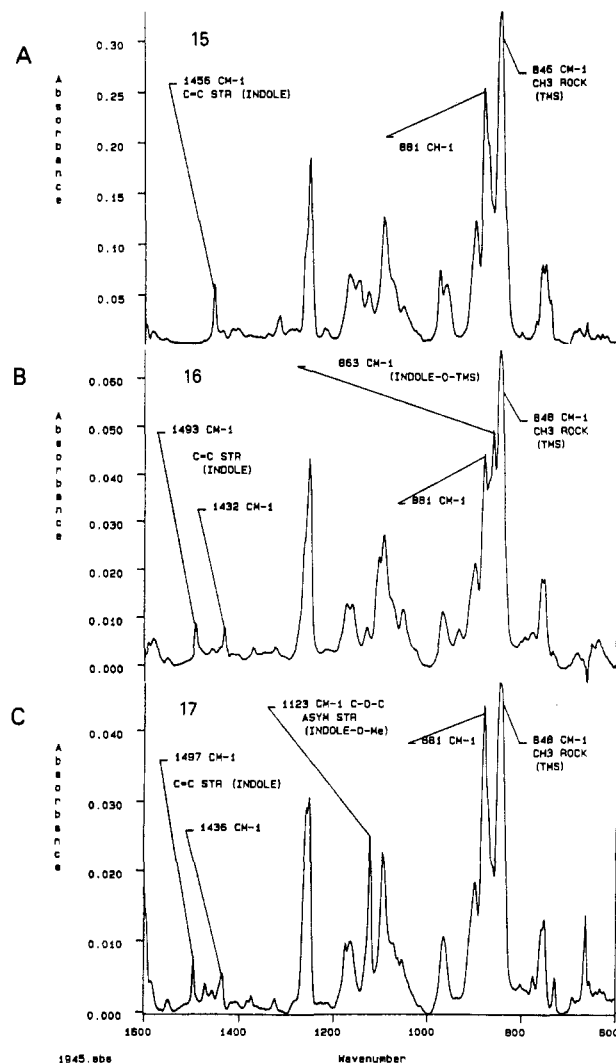 A
15
Absorbance
0.30
0.25
0.20
0.15
0.10
0.05
1456 CM-1
C=C STR (INDOLE)
881 CM-1
846 CM-1
CH3 ROCK
(TMS)
B
16
Absorbance
0.060
0.050
0.040
0.030
0.020
0.010
0.000
1493 CM-1
C=C STR
(INDOLE)
1432 CM-1
863 CM-1
(INDOLE-O-TMS)
981 CM-1
848 CM-1
CH3 ROCK
(TMS)
C
17
Absorbance
0.040
0.030
0.020
0.010
0.000
1497 CM-1
C=C STR (INDOLE)
1436 CM-1
1123 CM-1 C-O-C
ASYM STR
(INDOLE-O-Me)
881 CM-1
848 CM-1
CH3 ROCK
(TMS)
1600 1400 1200 1000 800 600
1945.abs
Wavenumber